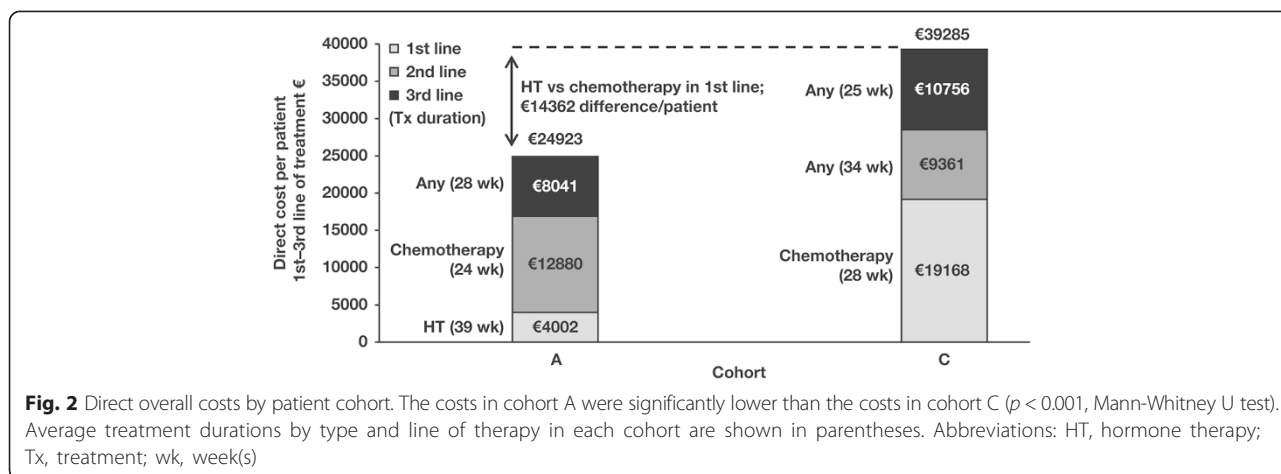 Direct cost per patient
1st–3rd line of treatment €
40000
35000
30000
25000
20000
15000
10000
5000
0
1st line
2nd line
3rd line
(Tx duration)
HT vs chemotherapy in 1st line;
€14362 difference/patient
€24923
Any (28 wk)
€8041
Chemotherapy
(24 wk)
€12880
HT (39 wk)
€4002
A
€39285
Any (25 wk)
€10756
Any (34 wk)
€9361
Chemotherapy
(28 wk)
€19168
C
Cohort
Fig. 2 Direct overall costs by patient cohort. The costs in cohort A were significantly lower than the costs in cohort C (p < 0.001, Mann-Whitney U test).
Average treatment durations by type and line of therapy in each cohort are shown in parentheses. Abbreviations: HT, hormone therapy;
Tx, treatment; wk, week(s)